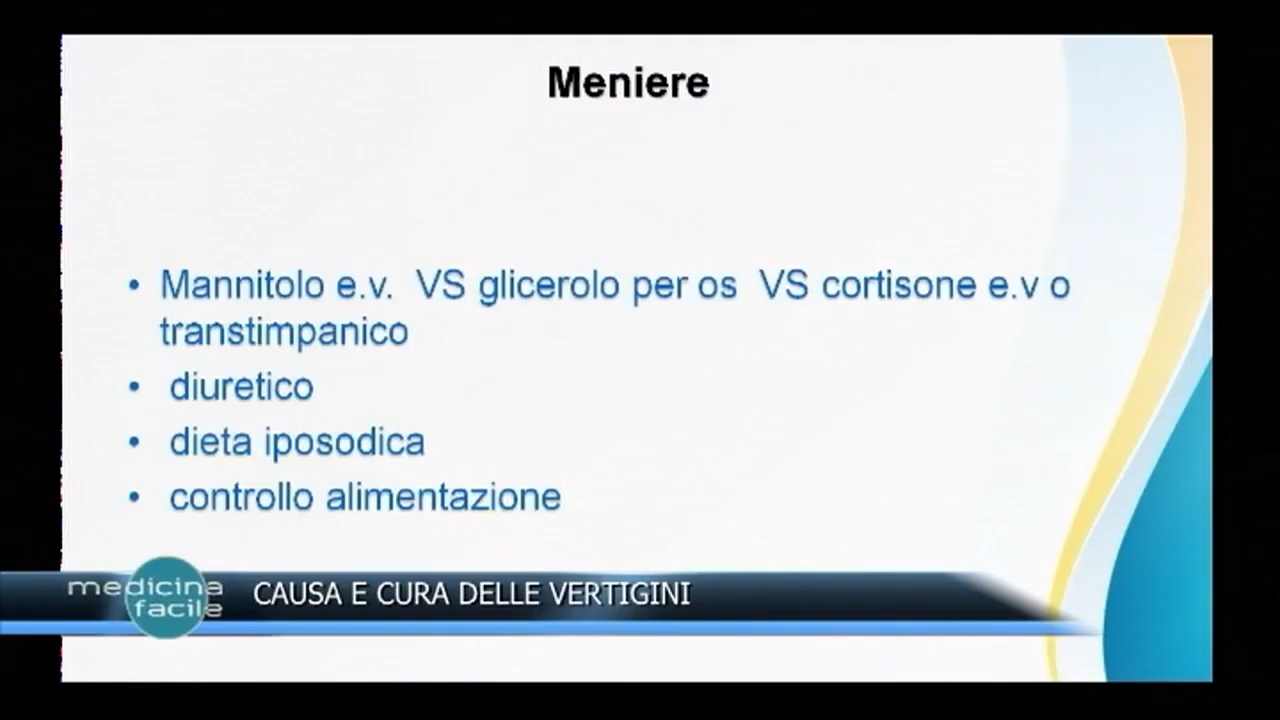 Meniere
• Mannitolo e.v. VS glicerolo per os VS cortisone e.v o
transtimpanico
• diuretico
• dieta iposodica
• controllo alimentazione
medicina
facile
CAUSA E CURA DELLE VERTIGINI